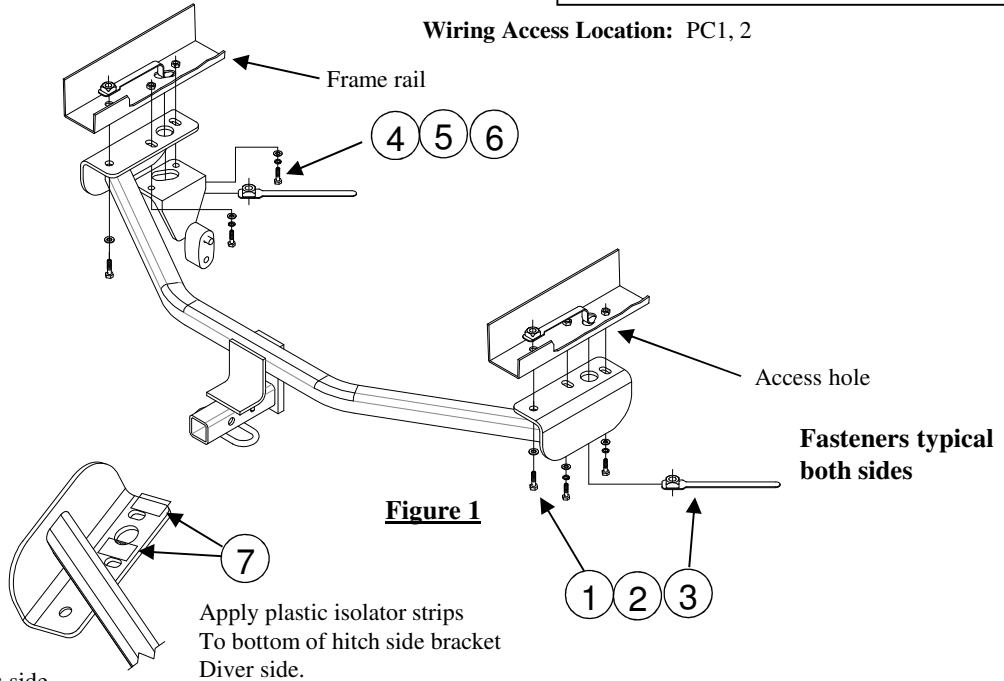 Wiring Access Location: PC1, 2
Frame rail
4 5 6
Access hole
Fasteners typical
both sides
Figure 1
7
1 2 3
Apply plastic isolator strips
To bottom of hitch side bracket
Diver side.
side